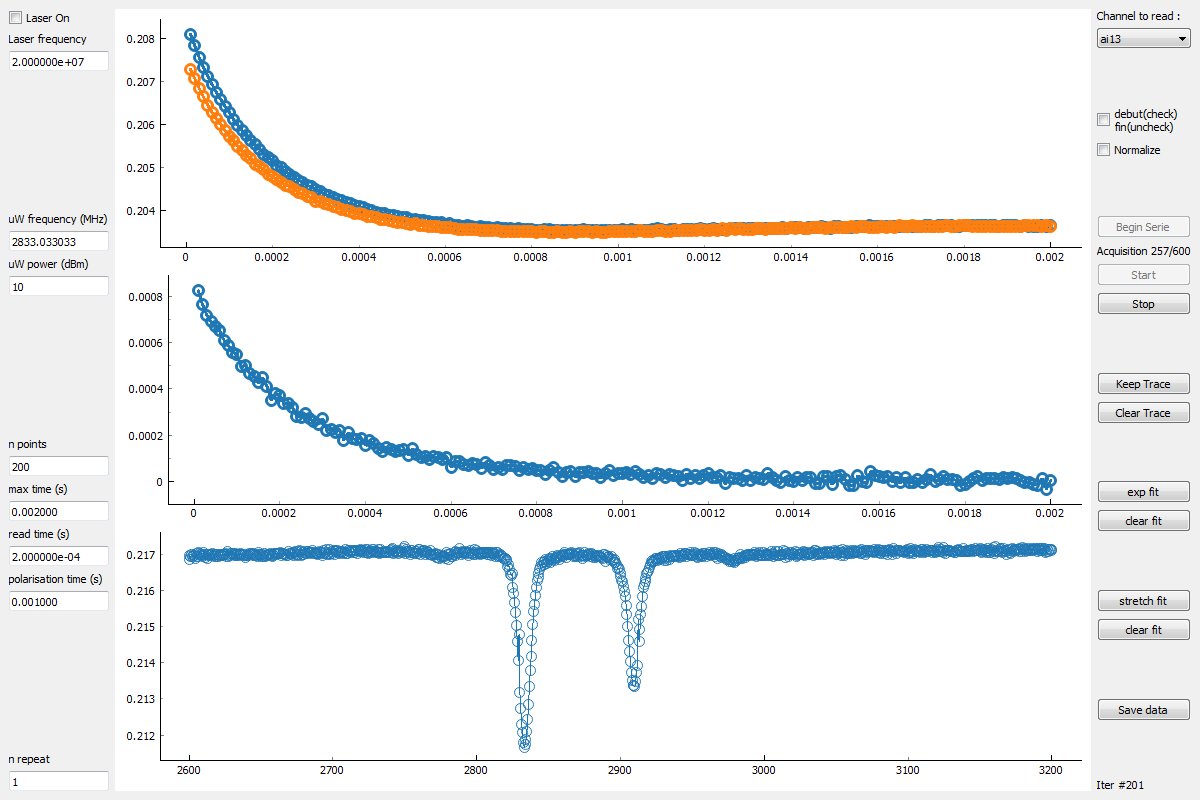 Laser On
Laser frequency
2.000000e+07
uW frequency (MHz)
2833.033033
uW power (dBm)
10
n points
200
max time (s)
0.002000
read time (s)
2.000000e-04
polarisation time (s)
0.001000
n repeat
1
0.208
0.207
0.206
0.205
0.204
0 0.0002 0.0004 0.0006 0.0008 0.001 0.0012 0.0014 0.0016 0.0018 0.002
0.0008
0.0006
0.0004
0.0002
0
0 0.0002 0.0004 0.0006 0.0008 0.001 0.0012 0.0014 0.0016 0.0018 0.002
0.217
0.216
0.215
0.214
0.213
0.212
2600 2700 2800 2900 3000 3100 3200
Channel to read :
ai13
debut(check)
fin(uncheck)
Normalize
Begin Serie
Acquisition 257/600
Start
Stop
Keep Trace
Clear Trace
exp fit
clear fit
stretch fit
clear fit
Save data
Iter #201